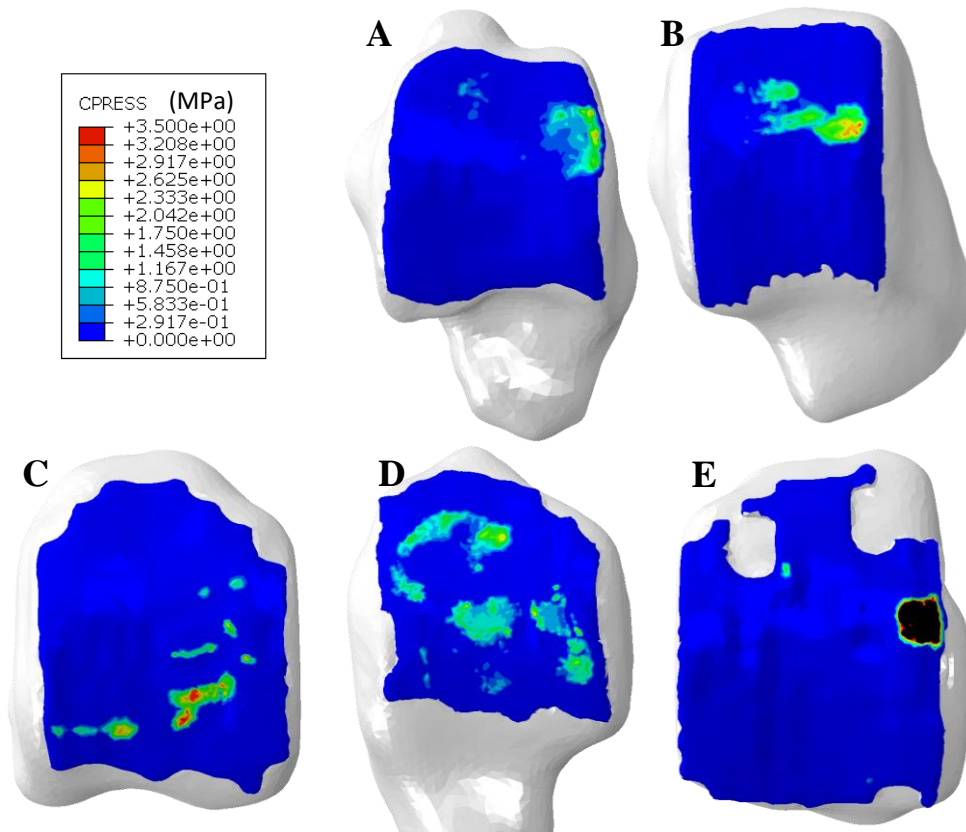 A
B
CPRESS (MPa)
+3.500e+00
+3.208e+00
+2.917e+00
+2.625e+00
+2.333e+00
+2.042e+00
+1.750e+00
+1.458e+00
+1.167e+00
+8.750e-01
+5.833e-01
+2.917e-01
+0.000e+00
C
D
E